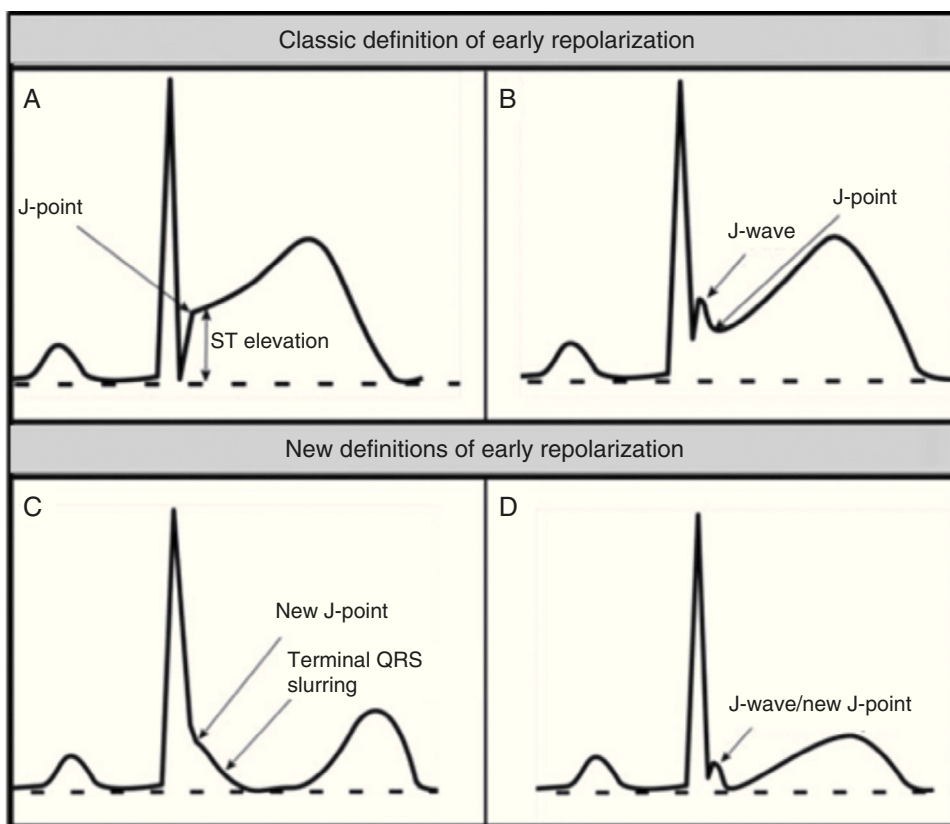 Classic definition of early repolarization
A
J-point
ST elevation
B
J-wave
J-point
New definitions of early repolarization
C
New J-point
Terminal QRS
slurring
D
J-wave/new J-point